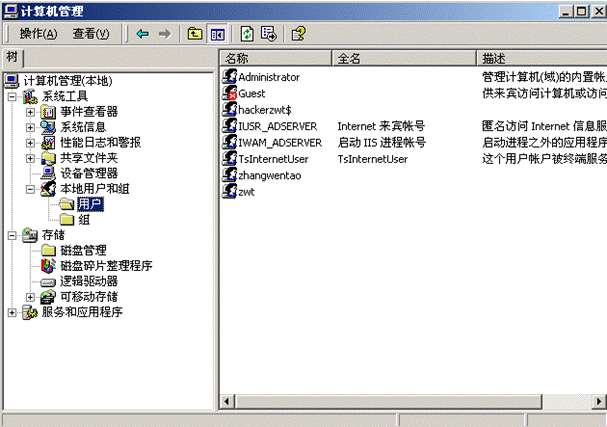 计算机管理
操作(A) 查看(V)
树
名称 全名 描述
计算机管理(本地)
系统工具
事件查看器
系统信息
性能日志和警报
共享文件夹
设备管理器
本地用户和组
用户
组
存储
磁盘管理
磁盘碎片整理程序
逻辑驱动器
可移动存储
服务和应用程序
Administrator 管理计算机(域)的内置帐
Guest 供来宾访问计算机或访问
hackerzwt$
IUSR_ADSERVER Internet 来宾帐号 匿名访问 Internet 信息服
IWAM_ADSERVER 启动 IIS 进程帐号 启动进程之外的应用程序
TsInternetUser TsInternetUser 这个用户帐户被终端服务
zhangwentao
zwt